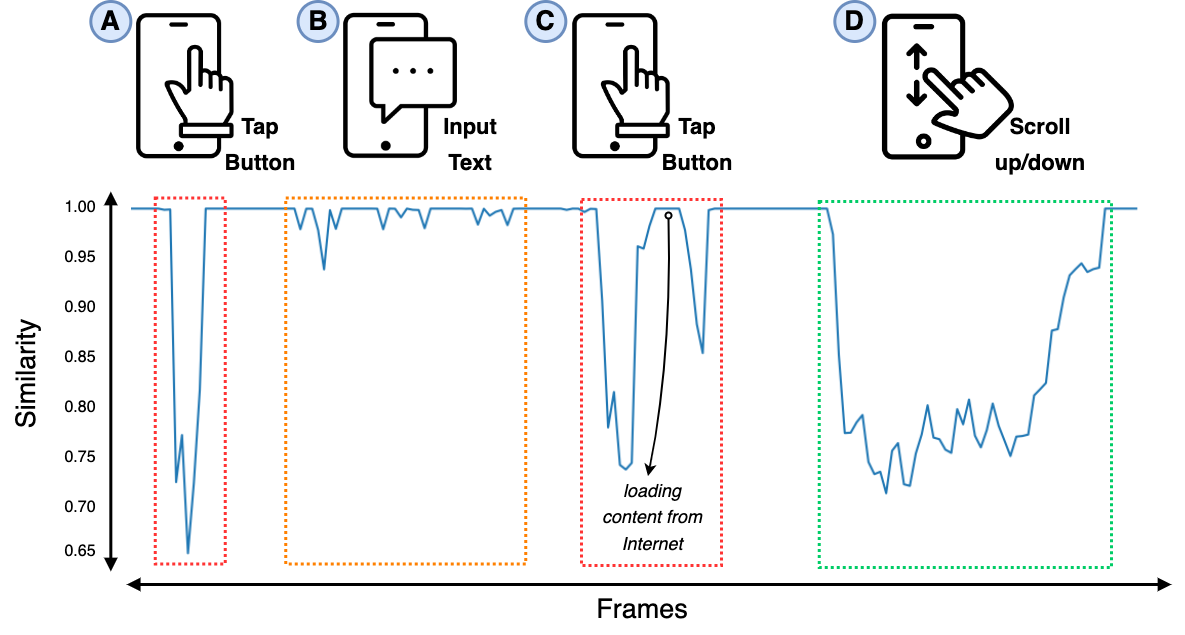 A
Tap
Button
B
Input
Text
C
Tap
Button
D
Scroll
up/down
1.00
0.95
0.90
0.85
0.80
0.75
0.70
0.65
Similarity
loading
content from
Internet
Frames